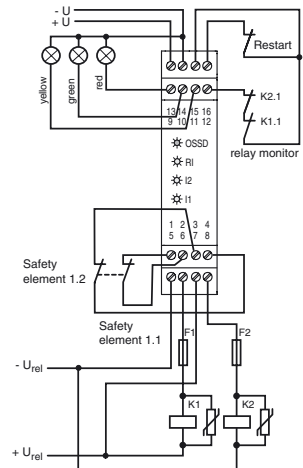 - U
+ U
yellow
green
red
Restart
K2.1
K1.1
relay monitor
13 14 15 16
9 10 11 12
OSSD
RI
I2
I1
1 2 3 4
5 6 7 8
Safety
element 1.2
Safety
element 1.1
F1
F2
- Urel
K1
K2
+ Urel